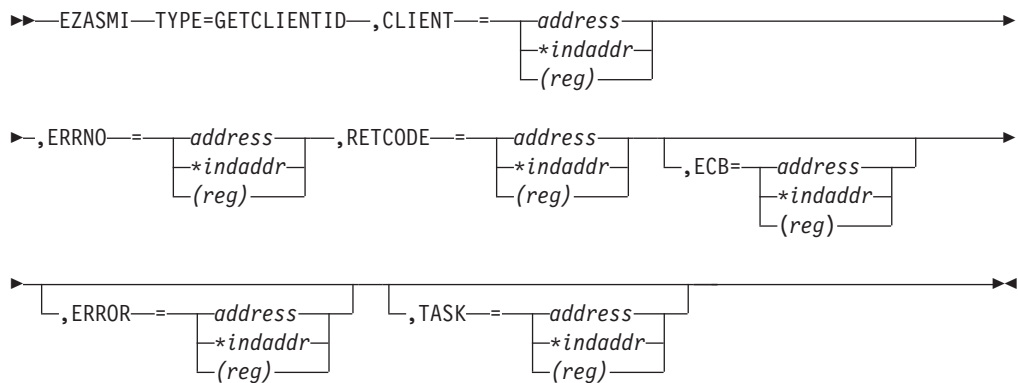 EZASMI TYPE=GETCLIENTID ,CLIENT = address
*indaddr
(reg)
,ERRNO = address ,RETCODE = address
*indaddr *indaddr ,ECB= address
(reg) (reg) *indaddr
(reg)
,ERROR = address ,TASK = address
*indaddr *indaddr
(reg) (reg)